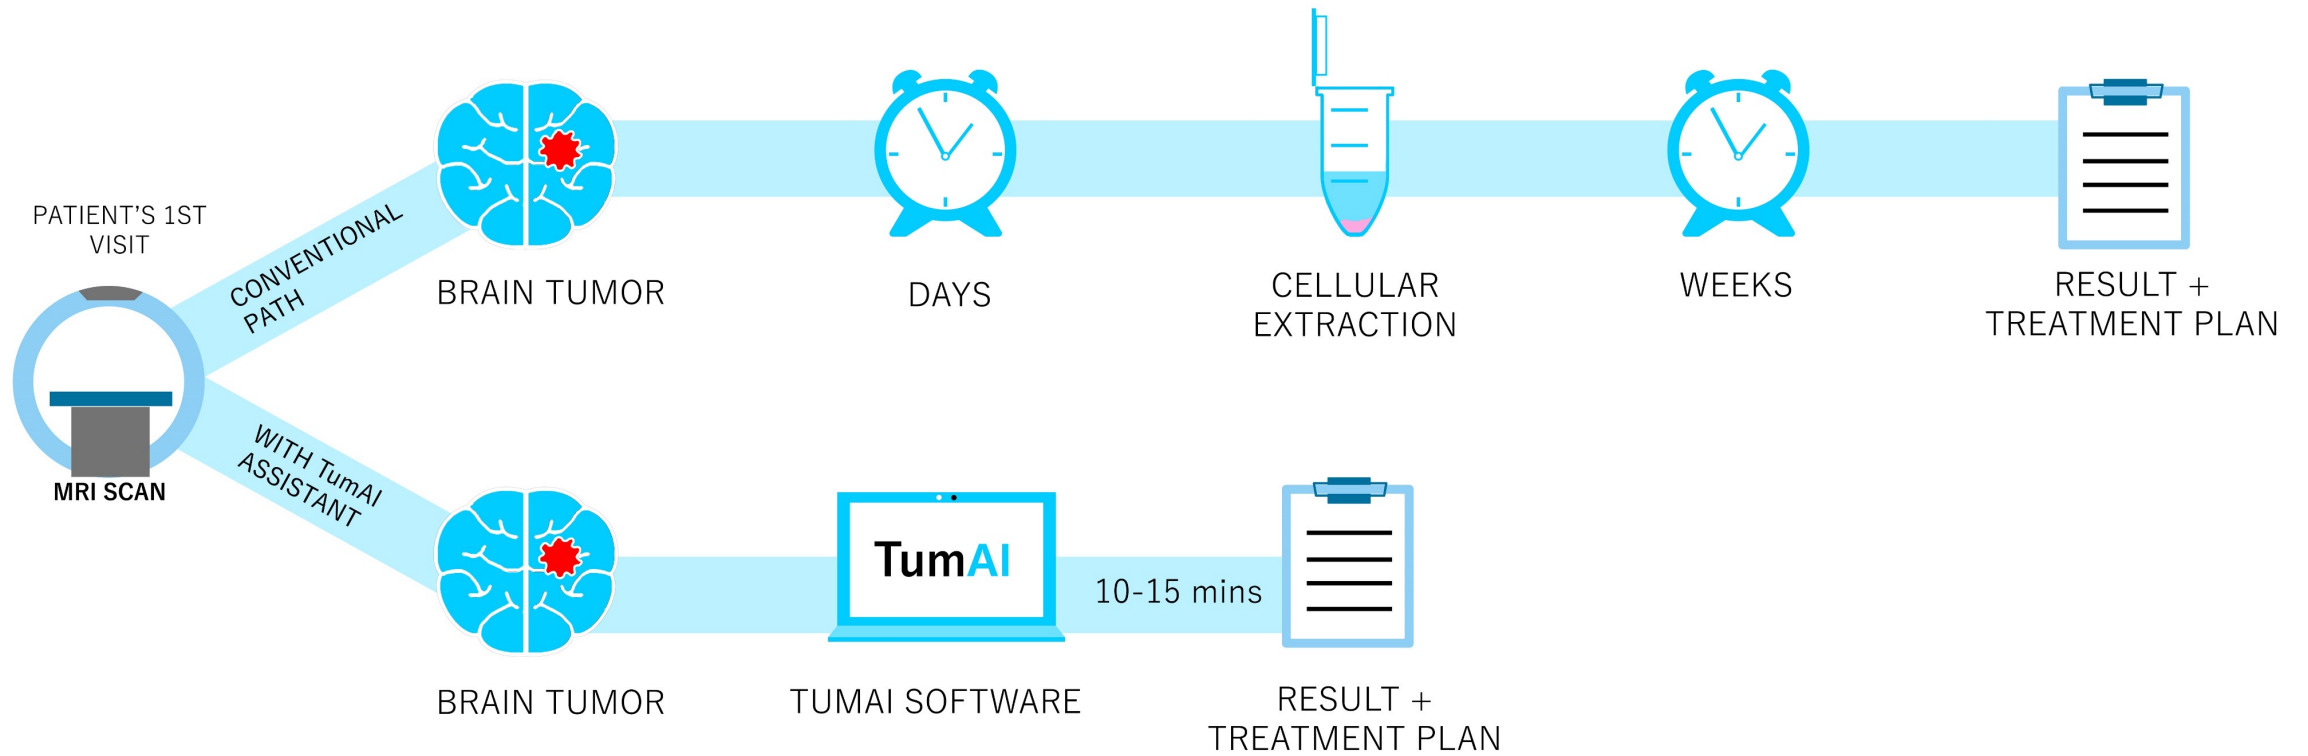 PATIENT'S 1ST
VISIT
MRI SCAN
CONVENTIONAL
PATH
BRAIN TUMOR
DAYS
CELLULAR
EXTRACTION
WEEKS
RESULT +
TREATMENT PLAN
WITH TumAI
ASSISTANT
BRAIN TUMOR
TumAI
TUMAI SOFTWARE
10-15 mins
RESULT +
TREATMENT PLAN